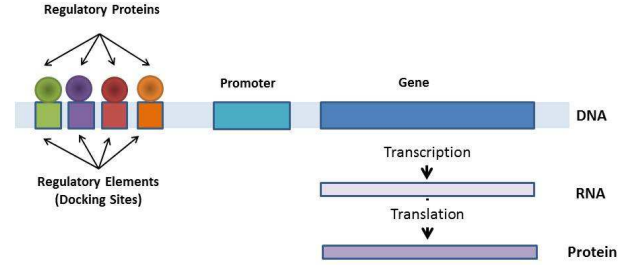 Regulatory Proteins
Promoter
Gene
DNA
Transcription
Regulatory Elements
(Docking Sites)
RNA
Translation
Protein